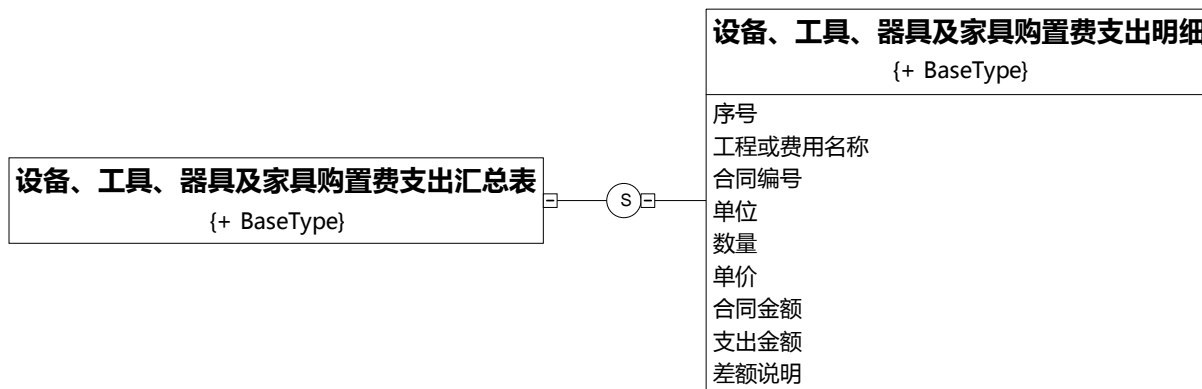 设备、工具、器具及家具购置费支出汇总表
{+ BaseType}
S
设备、工具、器具及家具购置费支出明细
{+ BaseType}
序号
工程或费用名称
合同编号
单位
数量
单价
合同金额
支出金额
差额说明